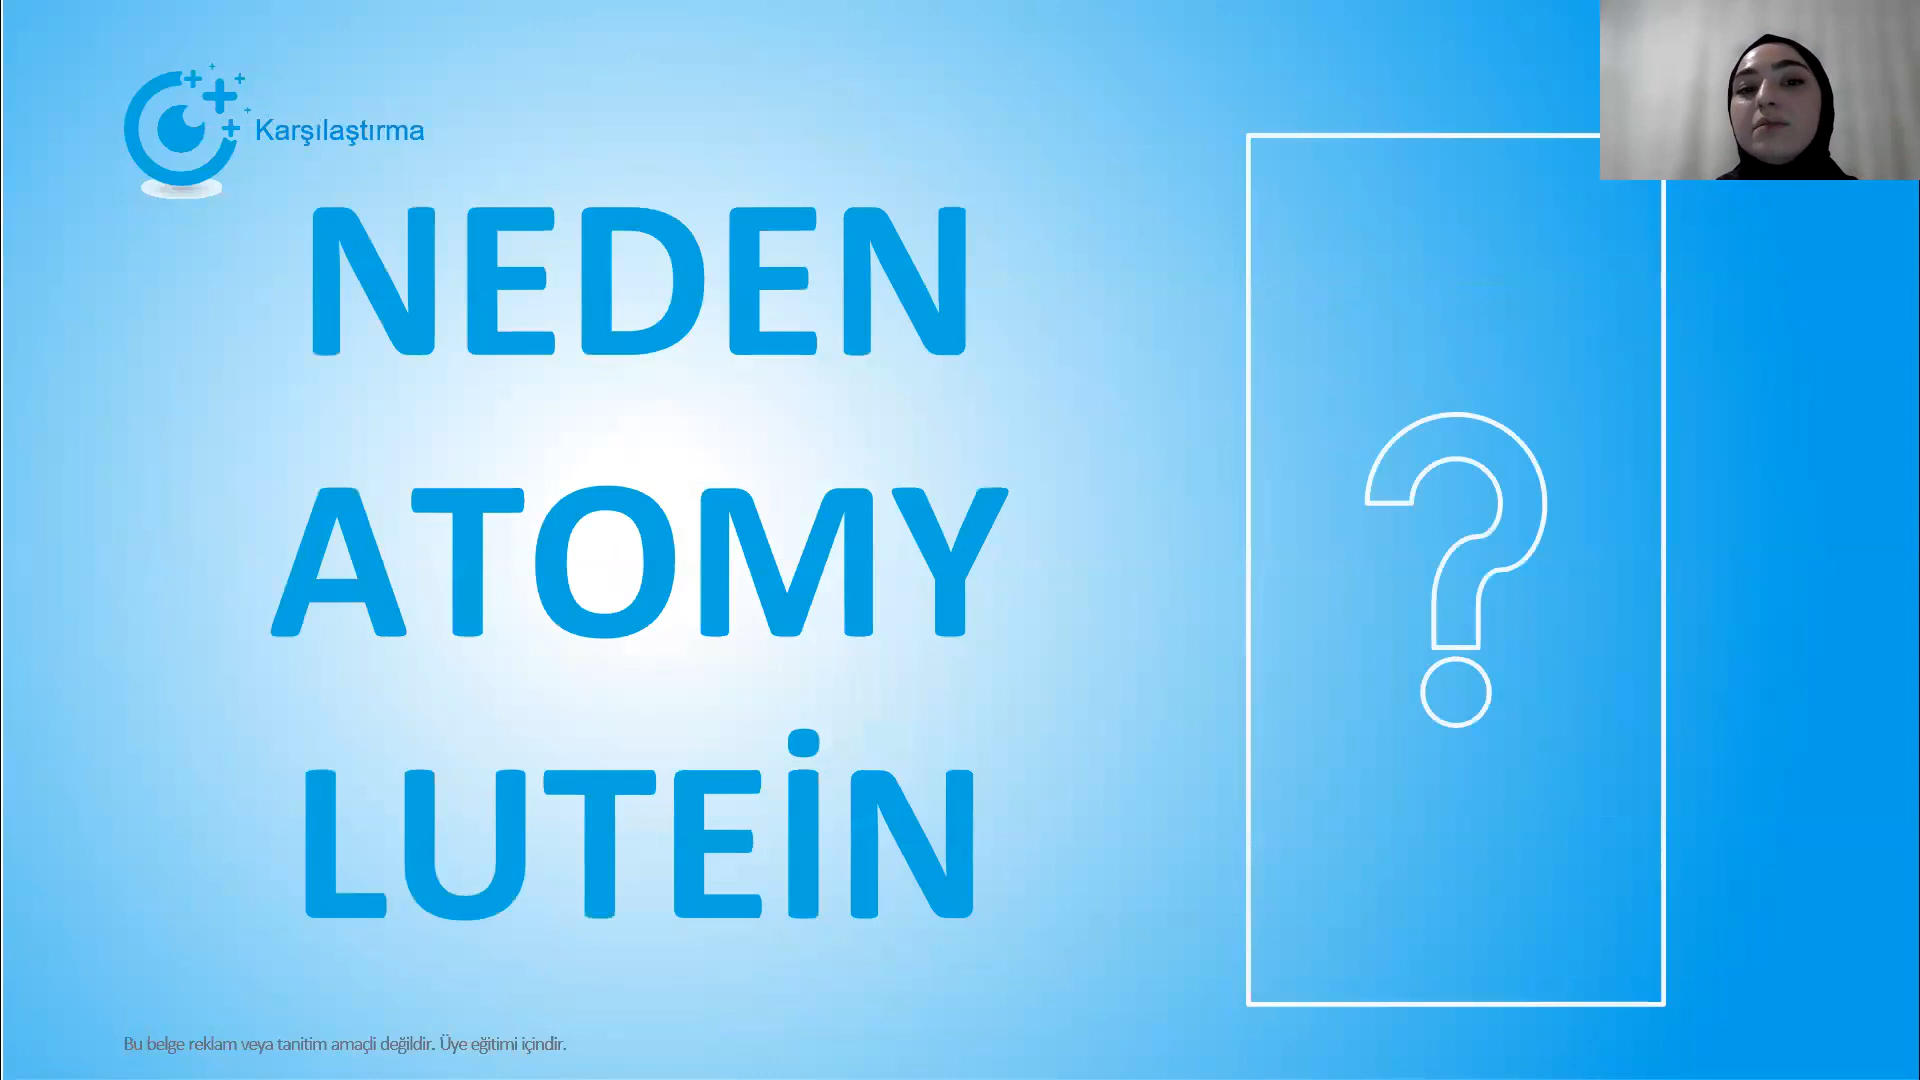 Karşılaştırma
NEDEN
ATOMY
LUTEİN
?
Bu belge reklam veya tanitim amaçli değildir. Üye eğitimi içindir.